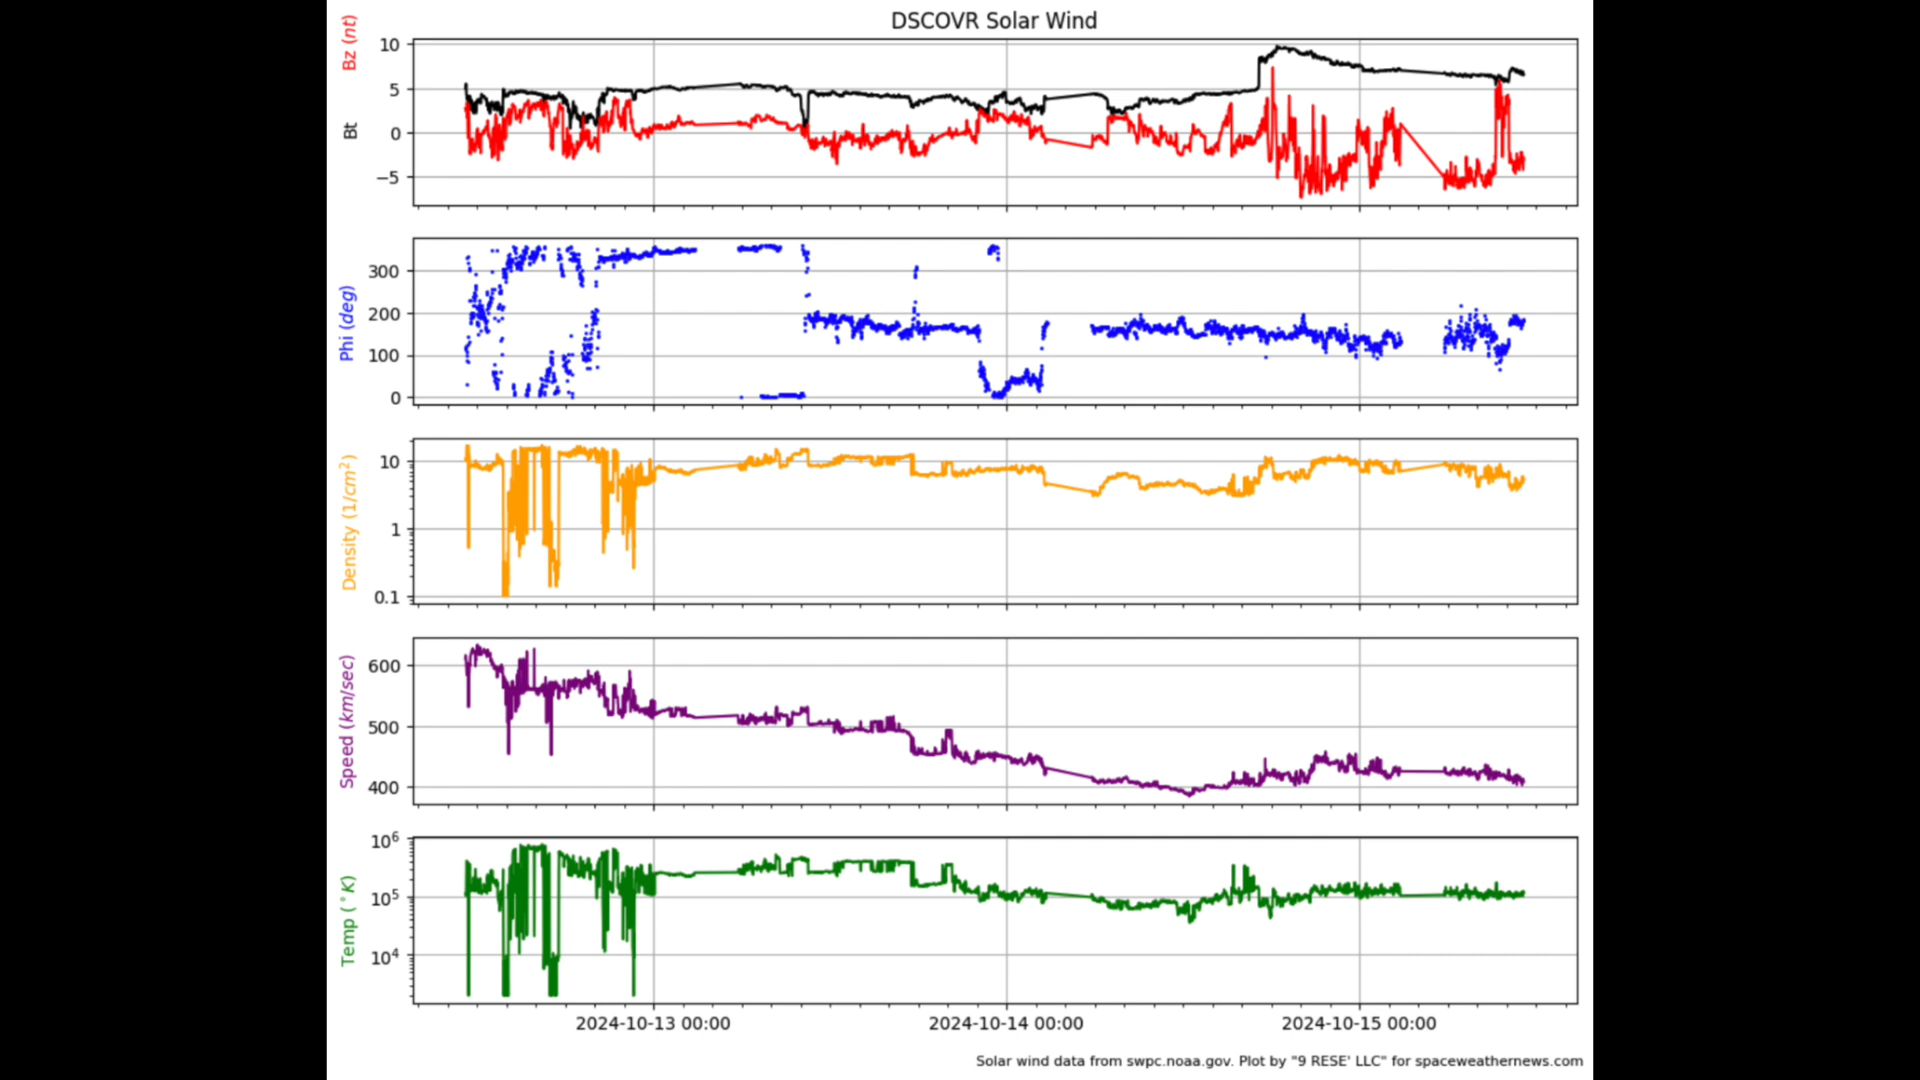 DSCOVR Solar Wind
Bz (nt)
Bt
10
5
0
−5
Phi (deg)
300
200
100
0
Density (1/cm²)
10
1
0.1
Speed (km/sec)
600
500
400
Temp (°K)
10⁶
10⁵
10⁴
2024-10-13 00:00 2024-10-14 00:00 2024-10-15 00:00
Solar wind data from swpc.noaa.gov. Plot by "9 RESE' LLC" for spaceweathernews.com